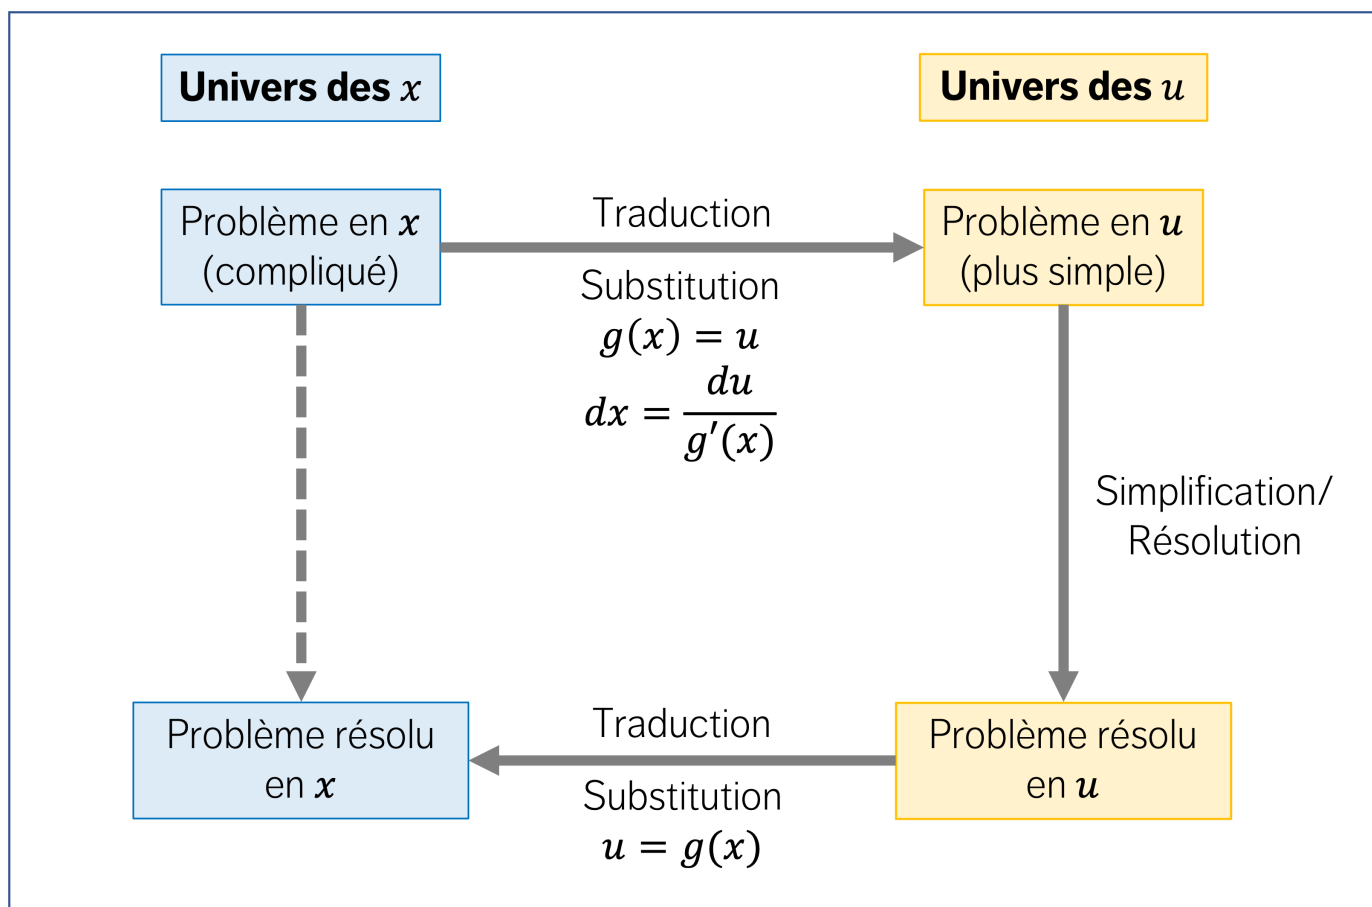 Univers des x
Univers des u
Problème en x
(compliqué)
Traduction
Substitution
g(x) = u
dx = du / g′(x)
Problème en u
(plus simple)
Simplification/
Résolution
Problème résolu
en x
Traduction
Substitution
u = g(x)
Problème résolu
en u